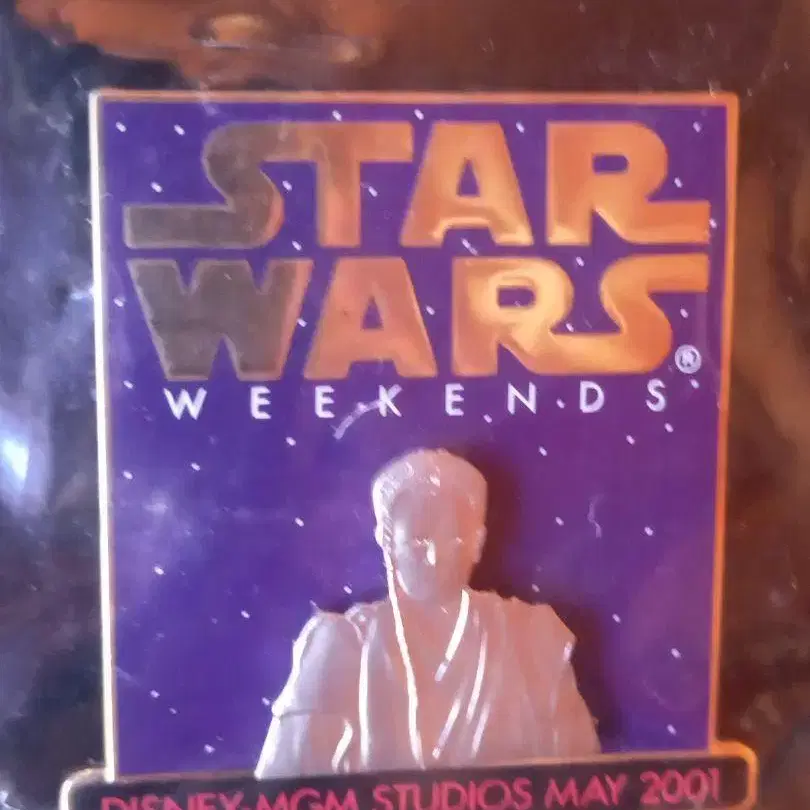 STAR
WARS®
WEEKENDS
DISNEY-MGM STUDIOS MAY 2001